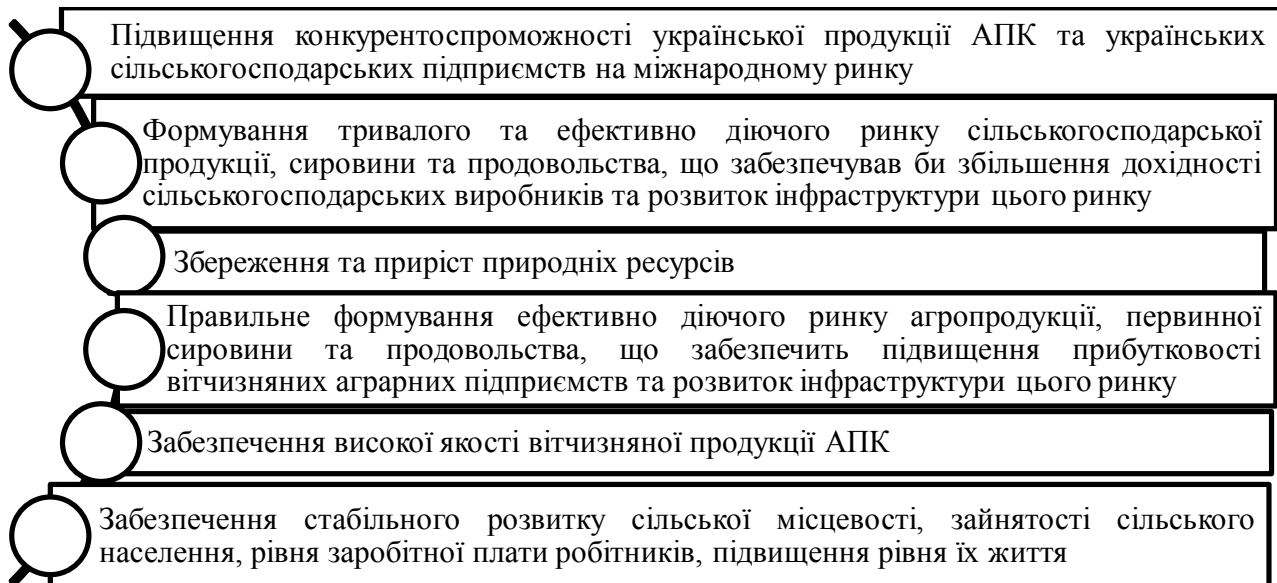 Підвищення конкурентоспроможності української продукції АПК та українських
сільськогосподарських підприємств на міжнародному ринку
Формування тривалого та ефективно діючого ринку сільськогосподарської
продукції, сировини та продовольства, що забезпечував би збільшення дохідності
сільськогосподарських виробників та розвиток інфраструктури цього ринку
Збереження та приріст природніх ресурсів
Правильне формування ефективно діючого ринку агропродукції, первинної
сировини та продовольства, що забезпечить підвищення прибутковості
вітчизняних аграрних підприємств та розвиток інфраструктури цього ринку
Забезпечення високої якості вітчизняної продукції АПК
Забезпечення стабільного розвитку сільської місцевості, зайнятості сільського
населення, рівня заробітної плати робітників, підвищення рівня їх життя